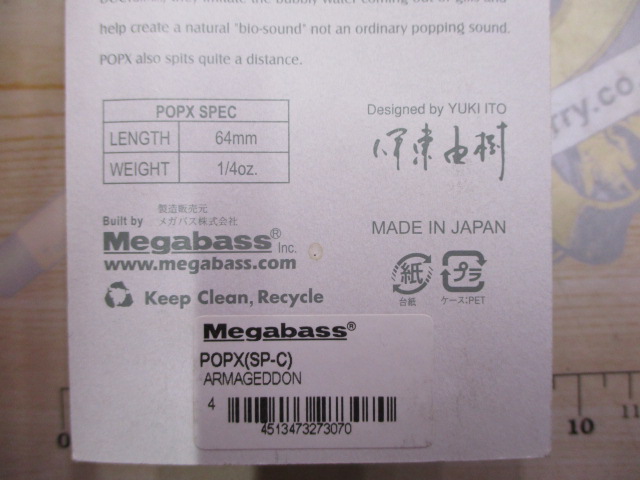 help create a natural "bio-sound" not an ordinary popping sound.
POPX also spits quite a distance.
POPX SPEC
LENGTH 64mm
WEIGHT 1/4oz.
Designed by YUKI ITO
伊東由樹
製造販売元
Built by メガバス株式会社
Megabass® Inc.
www.megabass.com
Keep Clean, Recycle
MADE IN JAPAN
紙 プラ
台紙 ケース:PET
Megabass®
POPX(SP-C)
ARMAGEDDON
4
4513473273070
rry.co
0
10